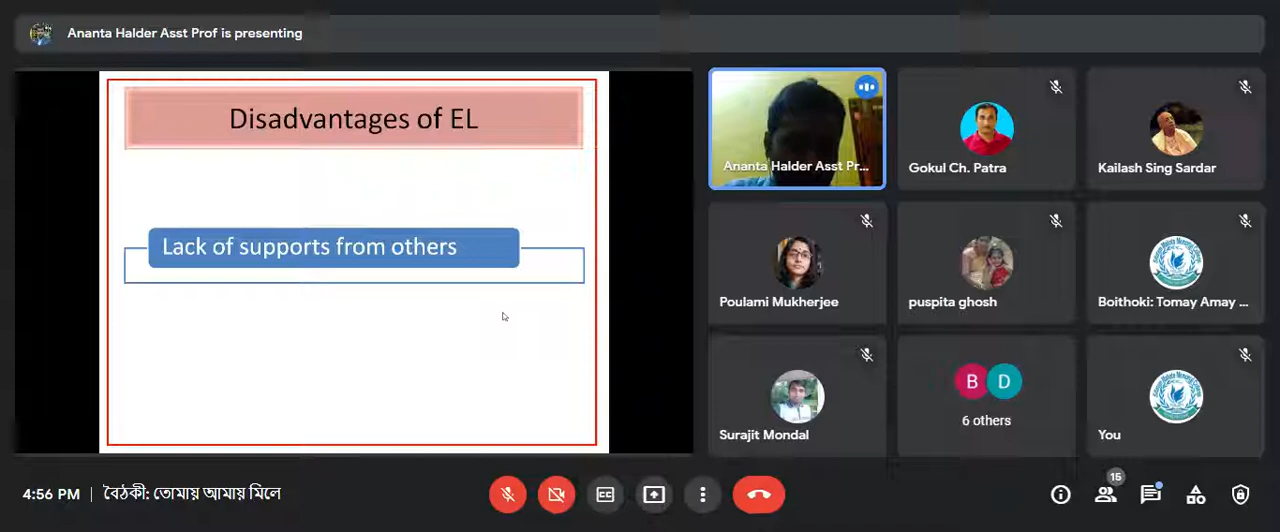 Ananta Halder Asst Prof is presenting
Disadvantages of EL
Lack of supports from others
Ananta Halder Asst Pr...
Gokul Ch. Patra
Kailash Sing Sardar
Poulami Mukherjee
puspita ghosh
Boithoki: Tomay Amay ...
B D
6 others
Surajit Mondal
You
4:56 PM | বৈঠকী: তোমায় আমায় মিলে
CC
15